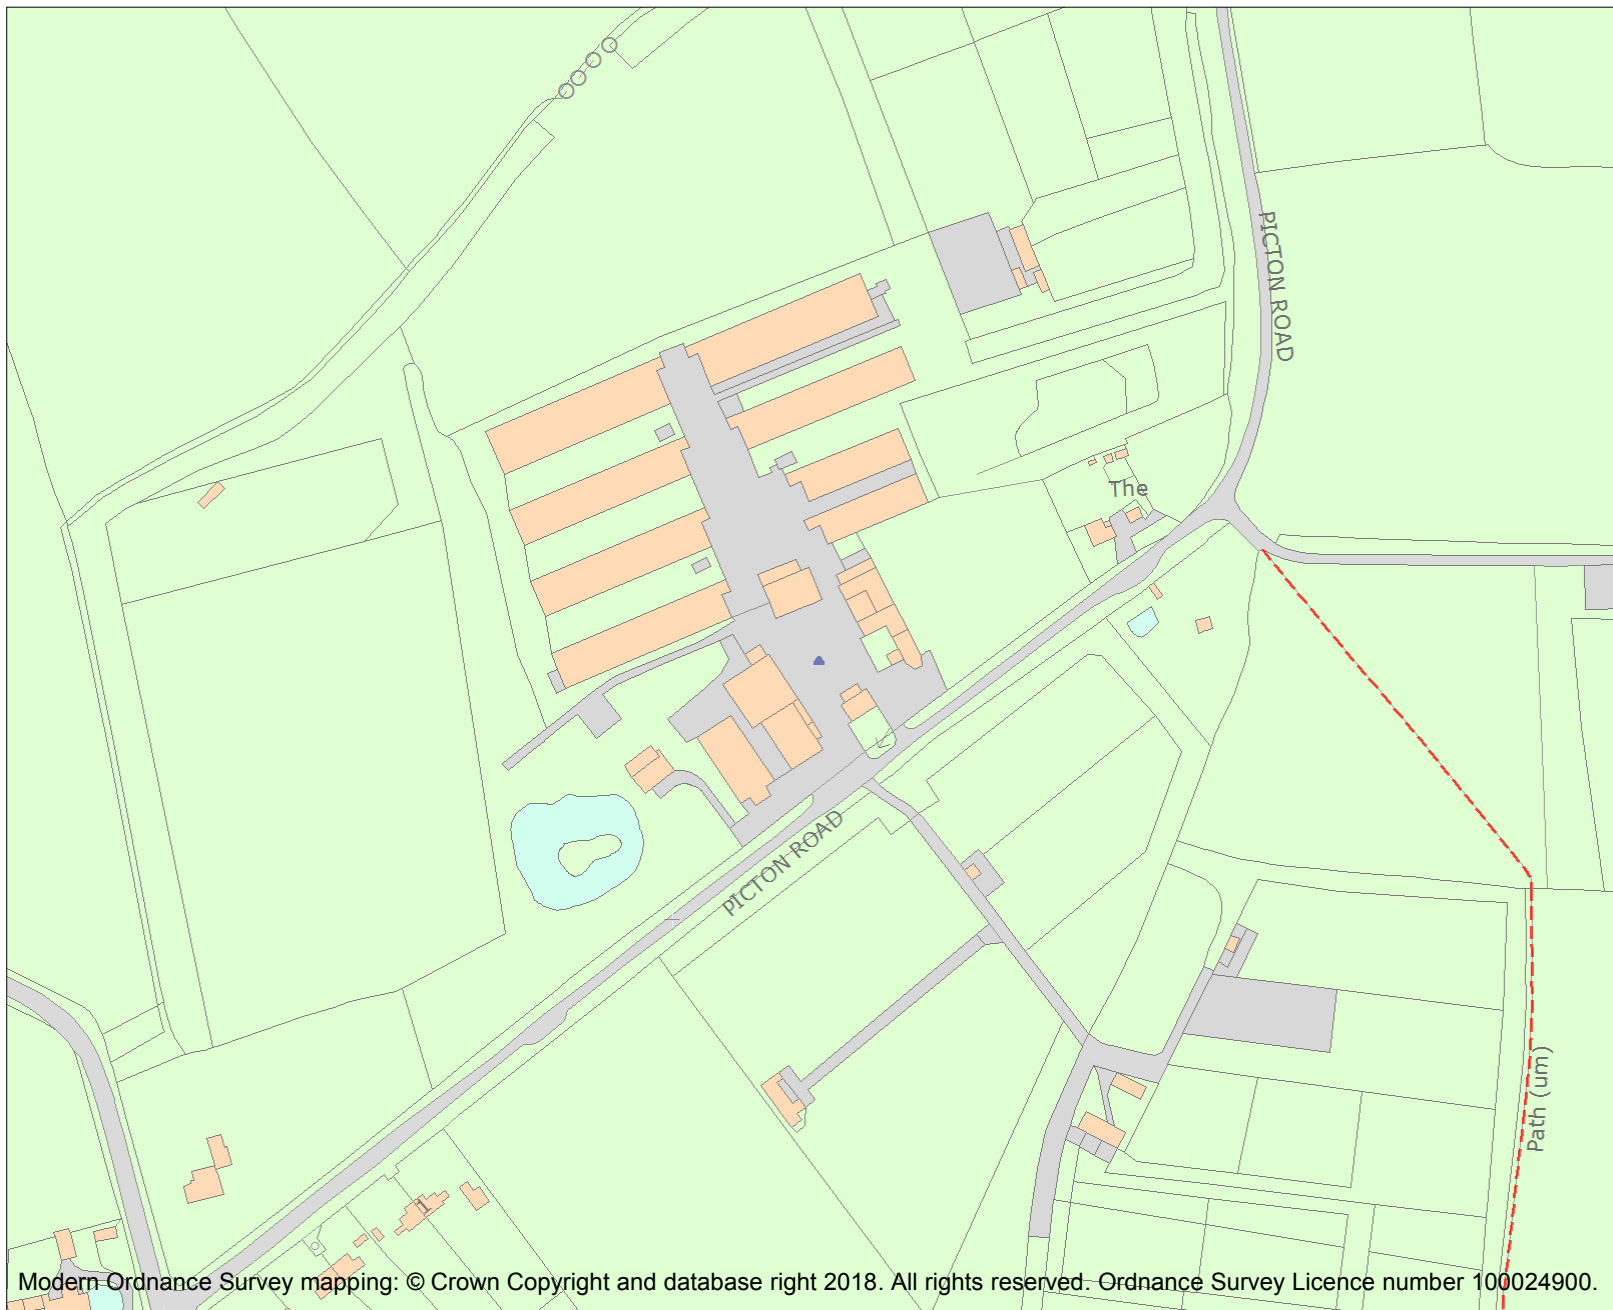 PICTON ROAD
The
PICTON ROAD
Path (um)
1
Modern Ordnance Survey mapping: © Crown Copyright and database right 2018. All rights reserved. Ordnance Survey Licence number 100024900.